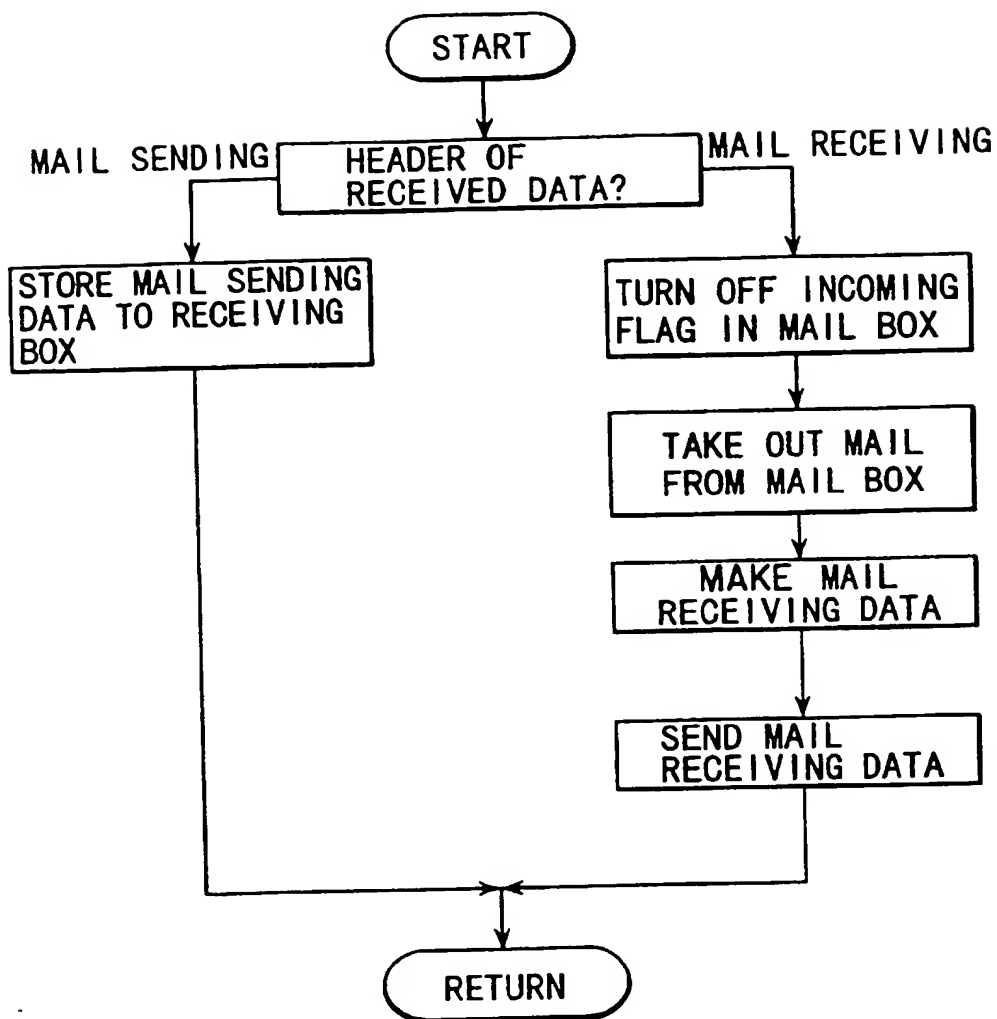 START
MAIL SENDING
HEADER OF
RECEIVED DATA?
MAIL RECEIVING
STORE MAIL SENDING
DATA TO RECEIVING
BOX
TURN OFF INCOMING
FLAG IN MAIL BOX
TAKE OUT MAIL
FROM MAIL BOX
MAKE MAIL
RECEIVING DATA
SEND MAIL
RECEIVING DATA
RETURN